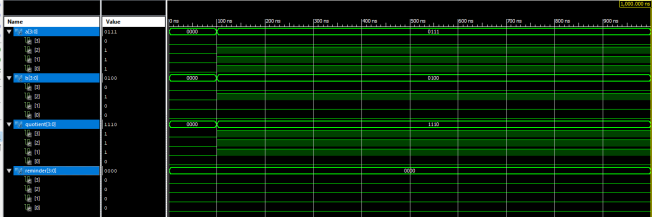 1,000.000 ns
Name Value 0 ns 100 ns 200 ns 300 ns 400 ns 500 ns 600 ns 700 ns 800 ns 900 ns
a[3:0] 0111 0000 0111
[3] 0
[2] 1
[1] 1
[0] 1
b[3:0] 0100 0000 0100
[3] 0
[2] 1
[1] 0
[0] 0
quotient[3:0] 1110 0000 1110
[3] 1
[2] 1
[1] 1
[0] 0
reminder[3:0] 0000 0000
[3] 0
[2] 0
[1] 0
[0] 0